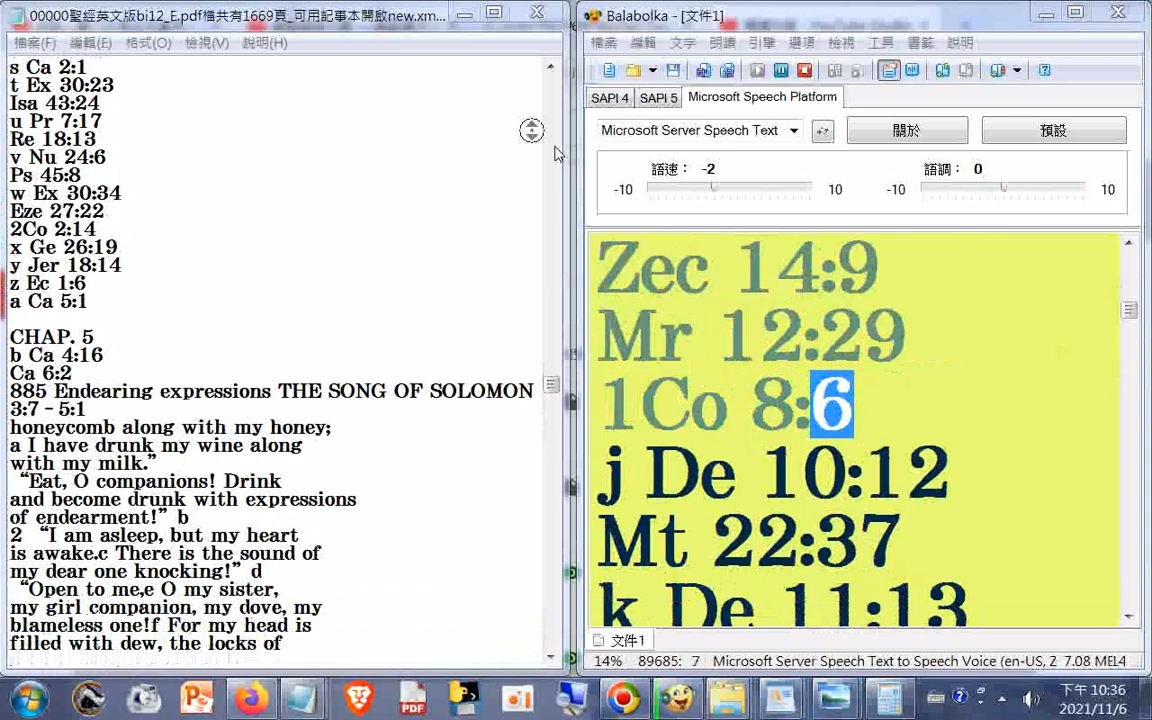 00000聖經英文版bi12_E.pdf檔共有1669頁_可用記事本開啟new.xm...
檔案(F) 編輯(E) 格式(O) 檢視(V) 說明(H)
s Ca 2:1
t Ex 30:23
Isa 43:24
u Pr 7:17
Re 18:13
v Nu 24:6
Ps 45:8
w Ex 30:34
Eze 27:22
2Co 2:14
x Ge 26:19
y Jer 18:14
z Ec 1:6
a Ca 5:1
CHAP. 5
b Ca 4:16
Ca 6:2
885 Endearing expressions THE SONG OF SOLOMON
3:7 – 5:1
honeycomb along with my honey;
a I have drunk my wine along
with my milk.”
“Eat, O companions! Drink
and become drunk with expressions
of endearment!” b
2 “I am asleep, but my heart
is awake.c There is the sound of
my dear one knocking!” d
“Open to me,e O my sister,
my girl companion, my dove, my
blameless one!f For my head is
filled with dew, the locks of
Balabolka - [文件1]
檔案 編輯 文字 朗讀 引擎 選項 檢視 工具 書籤 說明
SAPI 4 SAPI 5 Microsoft Speech Platform
Microsoft Server Speech Text 關於 預設
語速： -2 語調： 0
-10 10 -10 10
Zec 14:9
Mr 12:29
1Co 8:6
j De 10:12
Mt 22:37
k De 11:13
文件1
14% 89685: 7 Microsoft Server Speech Text to Speech Voice (en-US, 2 7.08 MEL4
PDF
下午 10:36
2021/11/6